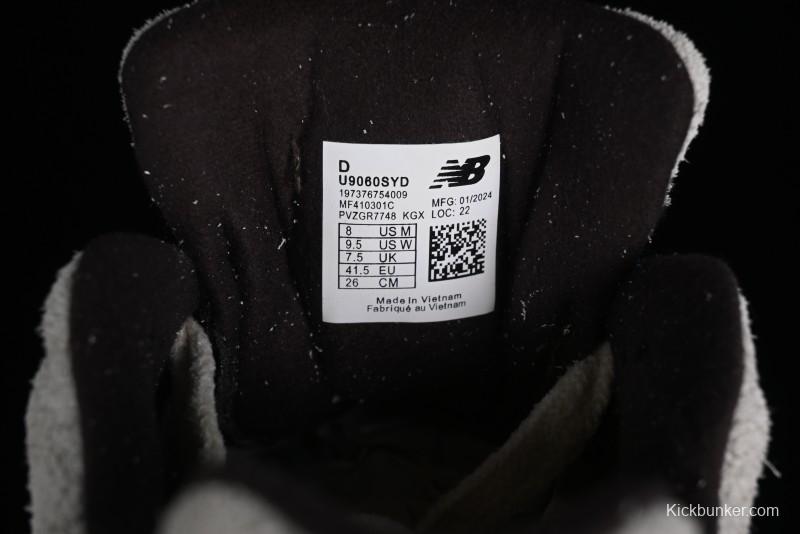 D
U9060SYD
197376754009
MF410301C
PVZGR7748 KGX
NB
MFG: 01/2024
LOC: 22
8 US M
9.5 US W
7.5 UK
41.5 EU
26 CM
Made In Vietnam
Fabriqué au Vietnam
Kickbunker.com